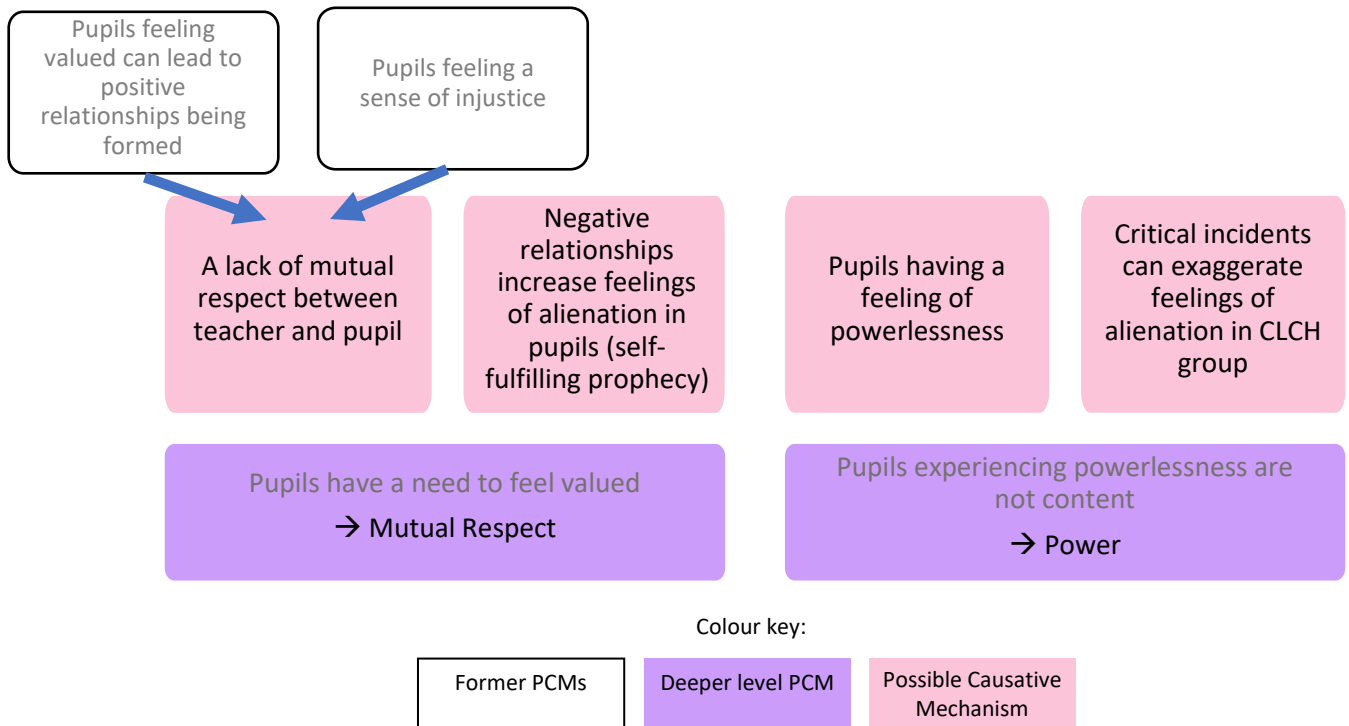 Pupils feeling
valued can lead to
positive
relationships being
formed
Pupils feeling a
sense of injustice
A lack of mutual
respect between
teacher and pupil
Negative
relationships
increase feelings
of alienation in
pupils (self-
fulfilling prophecy)
Pupils having a
feeling of
powerlessness
Critical incidents
can exaggerate
feelings of
alienation in CLCH
group
Pupils have a need to feel valued
→ Mutual Respect
Pupils experiencing powerlessness are
not content
→ Power
Colour key:
Former PCMs
Deeper level PCM
Possible Causative
Mechanism